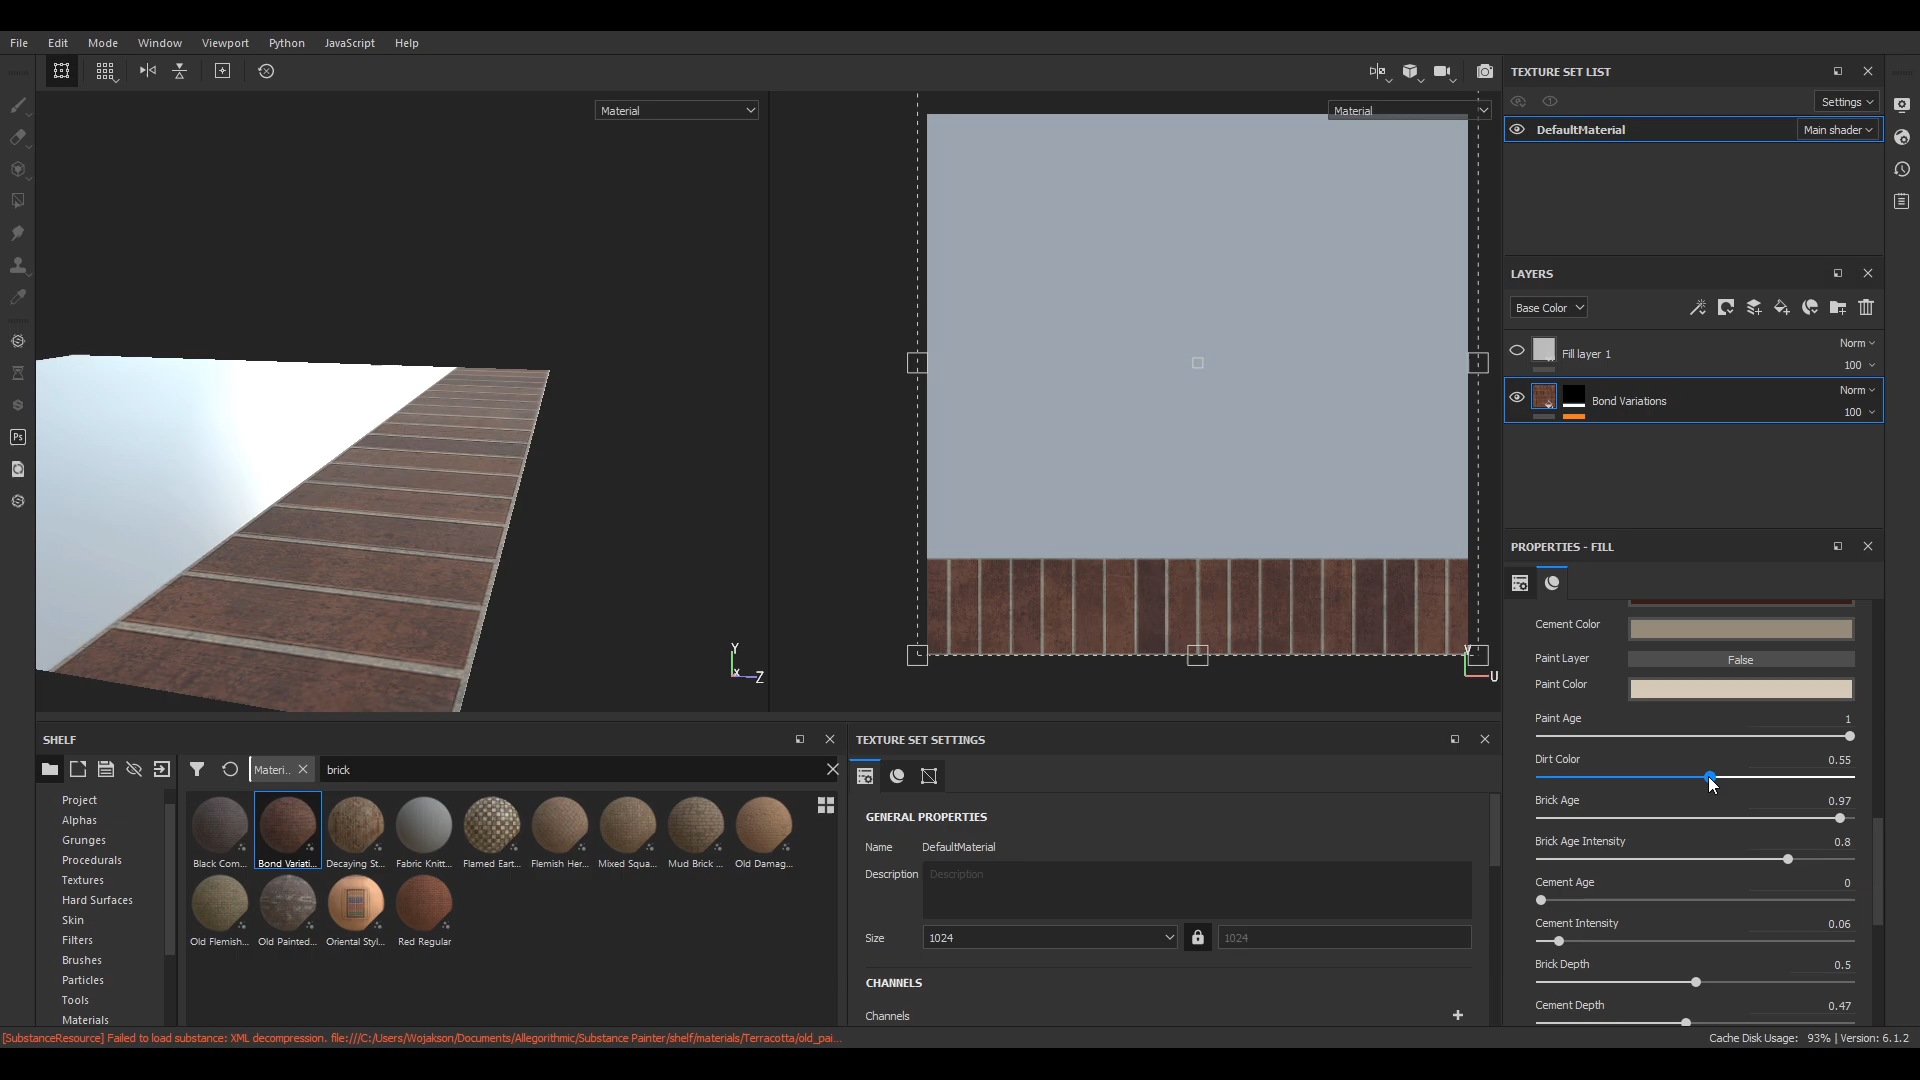 File Edit Mode Window Viewport Python JavaScript Help
Material
Material
TEXTURE SET LIST
Settings
DefaultMaterial
Main shader
LAYERS
Base Color
Fill layer 1
Norm
100
Bond Variations
Norm
100
PROPERTIES - FILL
Cement Color
Paint Layer
False
Paint Color
Paint Age
1
Dirt Color
0.55
Brick Age
0.97
Brick Age Intensity
0.8
Cement Age
0
Cement Intensity
0.06
Brick Depth
0.5
Cement Depth
0.47
Ps
Y
X
Z
V
U
SHELF
Materi..
brick
Project
Alphas
Grunges
Procedurals
Textures
Hard Surfaces
Skin
Filters
Brushes
Particles
Tools
Materials
Black Com... Bond Variati... Decaying St... Fabric Knitt... Flamed Eart... Flemish Her... Mixed Squa... Mud Brick ... Old Damag...
Old Flemish... Old Painted... Oriental Styl... Red Regular
TEXTURE SET SETTINGS
GENERAL PROPERTIES
Name DefaultMaterial
Description Description
Size 1024 1024
CHANNELS
Channels
[SubstanceResource] Failed to load substance: XML decompression. file:///C:/Users/Wojakson/Documents/Allegorithmic/Substance Painter/shelf/materials/Terracotta/old_pai...
Cache Disk Usage: 93% | Version: 6.1.2